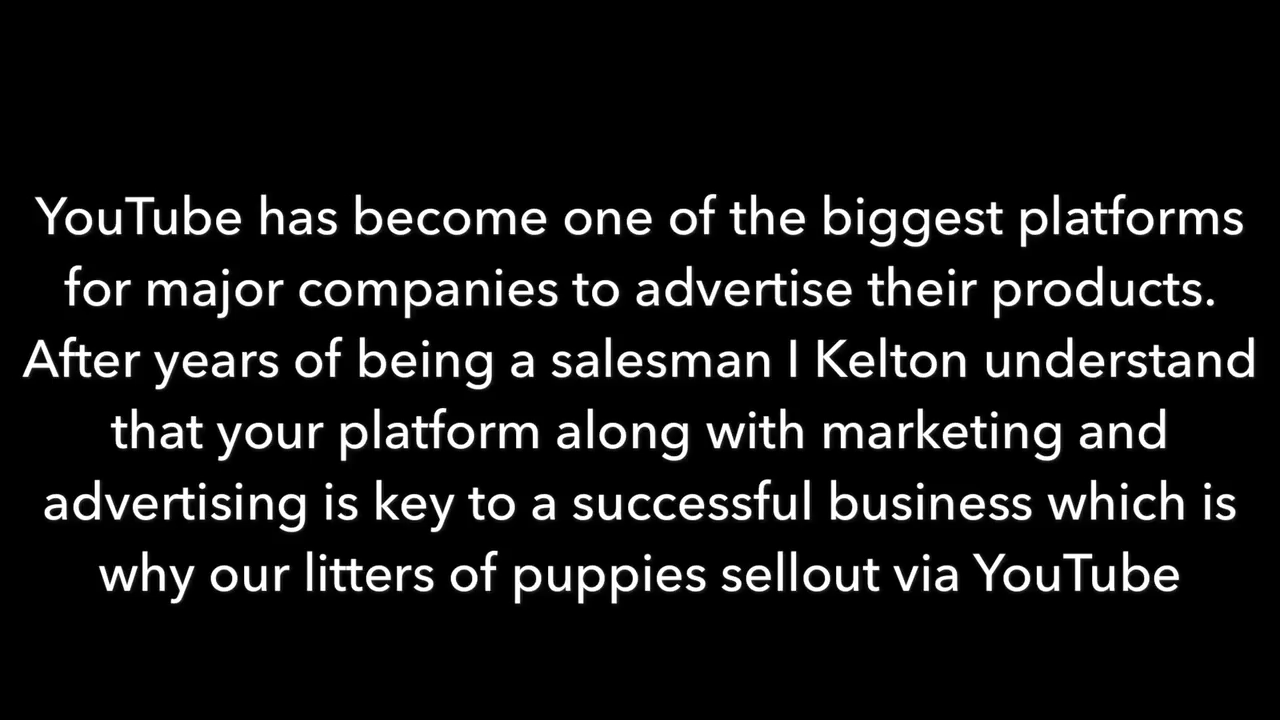 YouTube has become one of the biggest platforms
for major companies to advertise their products.
After years of being a salesman I Kelton understand
that your platform along with marketing and
advertising is key to a successful business which is
why our litters of puppies sellout via YouTube